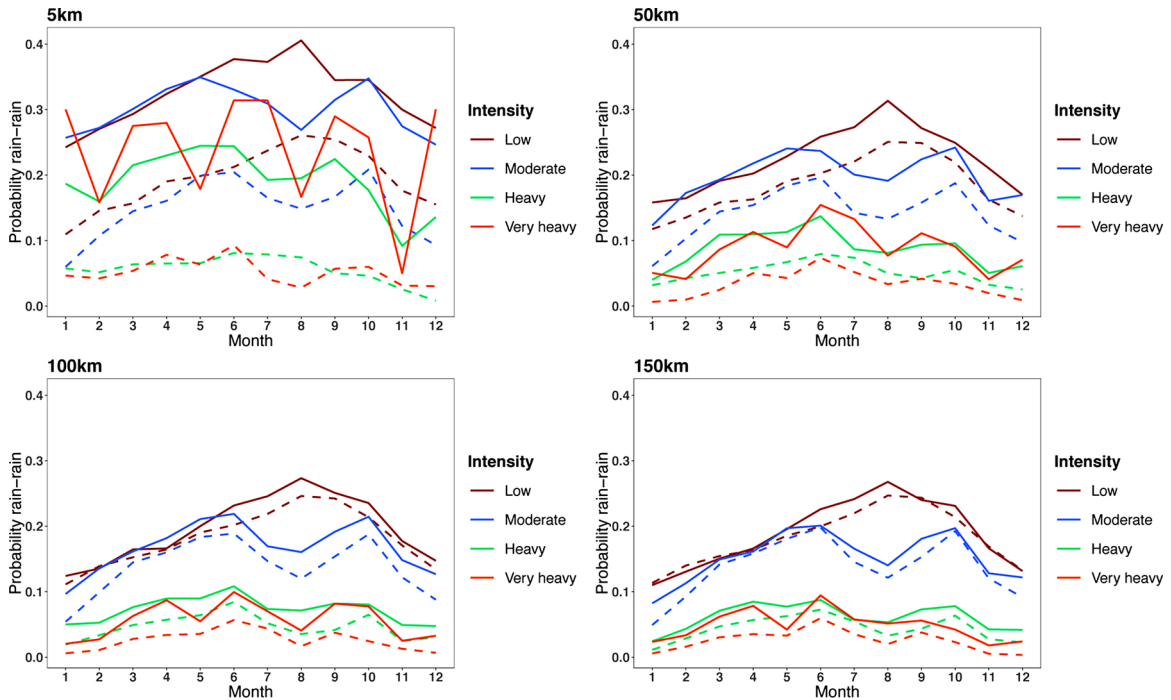 5km
Probability rain−rain
0.4
0.3
0.2
0.1
0.0
1 2 3 4 5 6 7 8 9 10 11 12
Month
Intensity
Low
Moderate
Heavy
Very heavy
50km
Probability rain−rain
0.4
0.3
0.2
0.1
0.0
1 2 3 4 5 6 7 8 9 10 11 12
Month
Intensity
Low
Moderate
Heavy
Very heavy
100km
Probability rain−rain
0.4
0.3
0.2
0.1
0.0
1 2 3 4 5 6 7 8 9 10 11 12
Month
Intensity
Low
Moderate
Heavy
Very heavy
150km
Probability rain−rain
0.4
0.3
0.2
0.1
0.0
1 2 3 4 5 6 7 8 9 10 11 12
Month
Intensity
Low
Moderate
Heavy
Very heavy